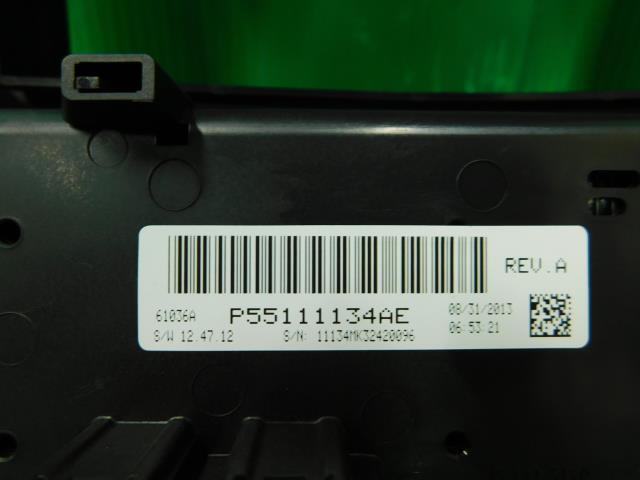 REV.A
61036A P55111134AE 08/31/2013
S/W 12.47.12 S/N: 11134MK32420096 06:53:21